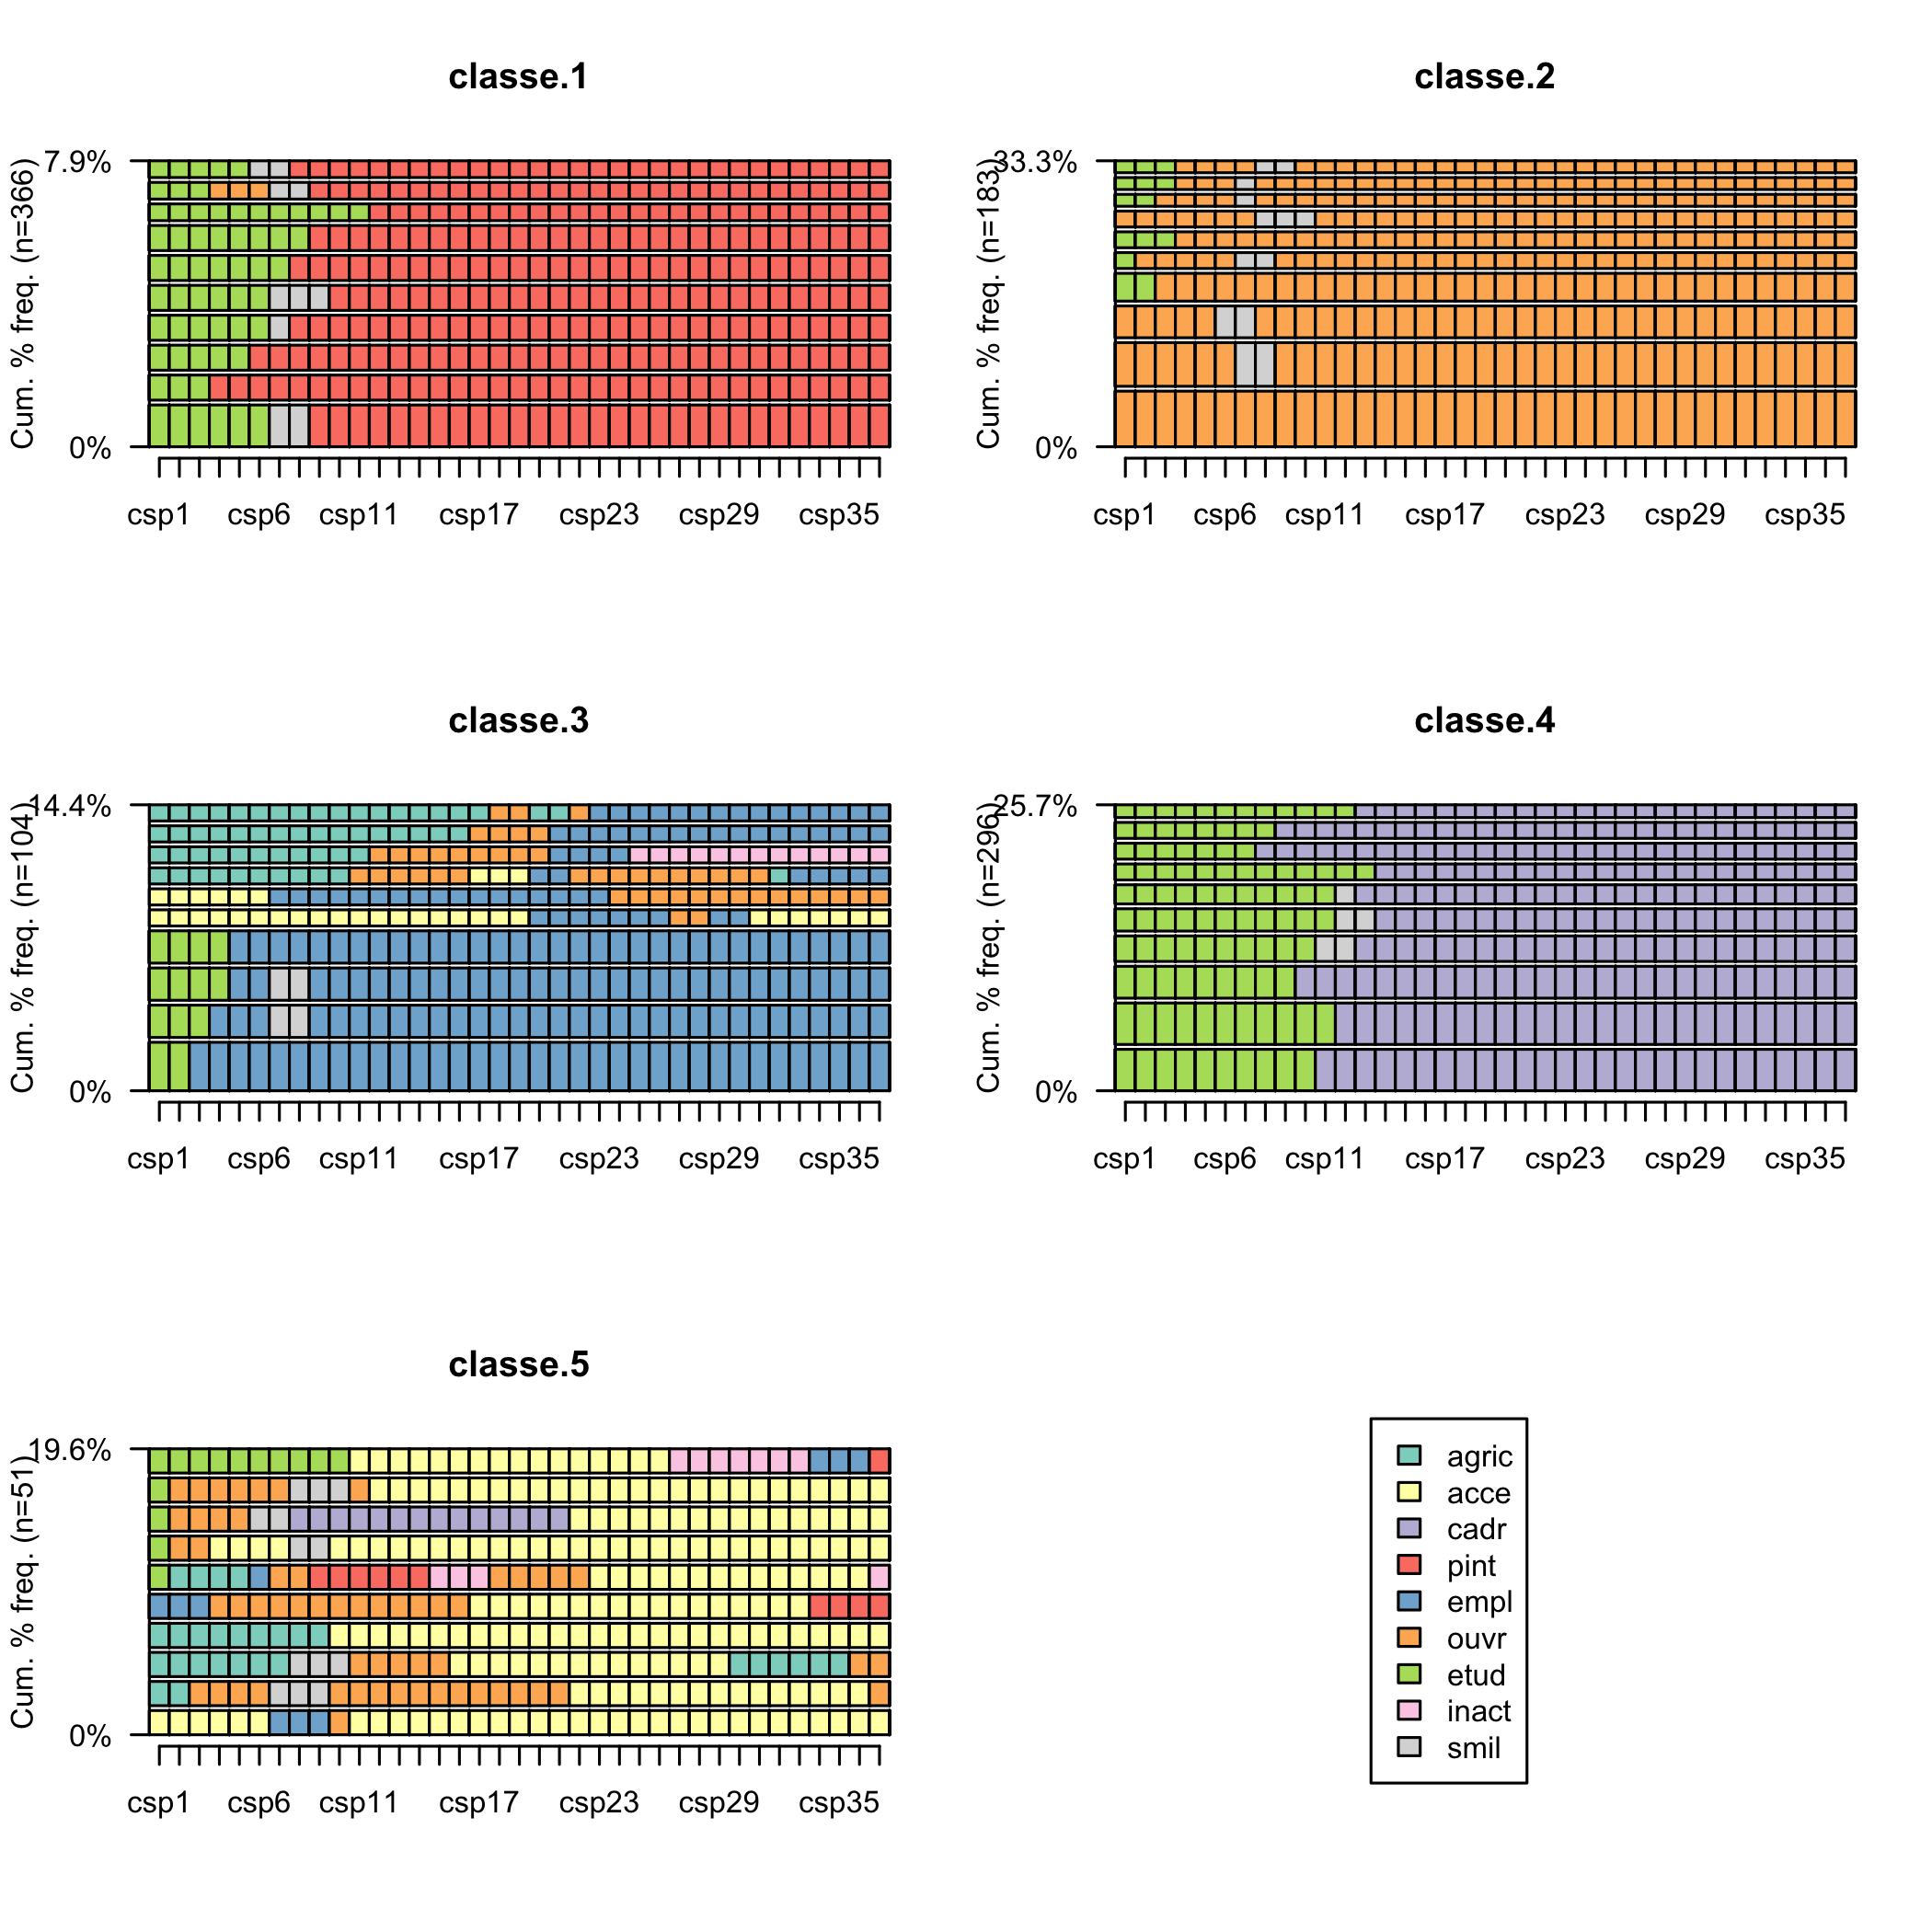 classe.1
7.9%
Cum. % freq. (n=366)
0%
csp1 csp6 csp11 csp17 csp23 csp29 csp35
classe.2
33.3%
Cum. % freq. (n=183)
0%
csp1 csp6 csp11 csp17 csp23 csp29 csp35
classe.3
14.4%
Cum. % freq. (n=104)
0%
csp1 csp6 csp11 csp17 csp23 csp29 csp35
classe.4
25.7%
Cum. % freq. (n=296)
0%
csp1 csp6 csp11 csp17 csp23 csp29 csp35
classe.5
19.6%
Cum. % freq. (n=51)
0%
csp1 csp6 csp11 csp17 csp23 csp29 csp35
agric
acce
cadr
pint
empl
ouvr
etud
inact
smil